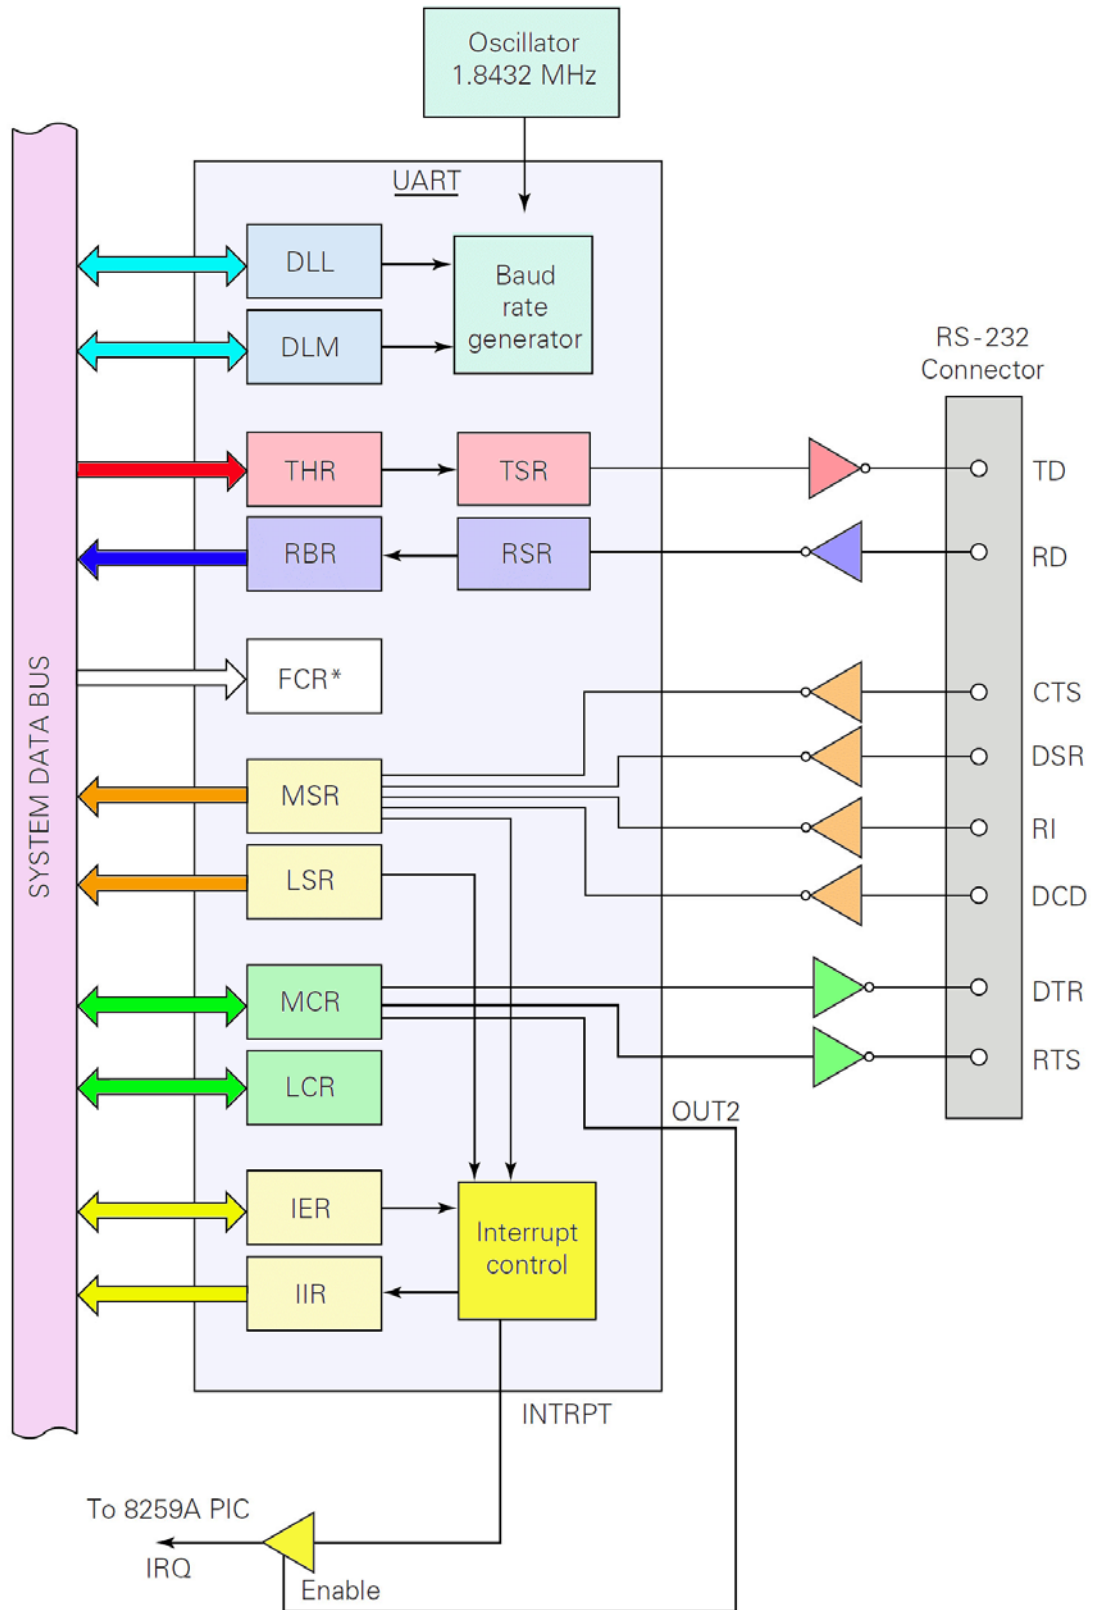 Oscillator
1.8432 MHz
UART
DLL
Baud
rate
generator
DLM
RS-232
Connector
THR
TSR
TD
RBR
RSR
RD
FCR*
CTS
SYSTEM DATA BUS
DSR
MSR
RI
LSR
DCD
MCR
DTR
RTS
LCR
OUT2
IER
Interrupt
control
IIR
INTRPT
To 8259A PIC
IRQ
Enable